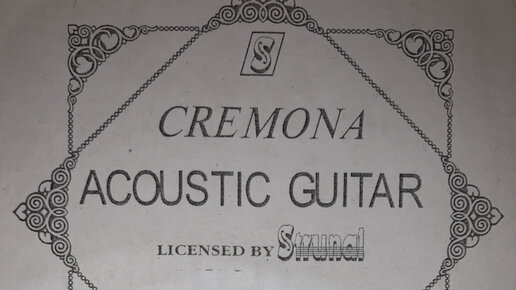 S
CREMONA
ACOUSTIC GUITAR
LICENSED BY Strunal